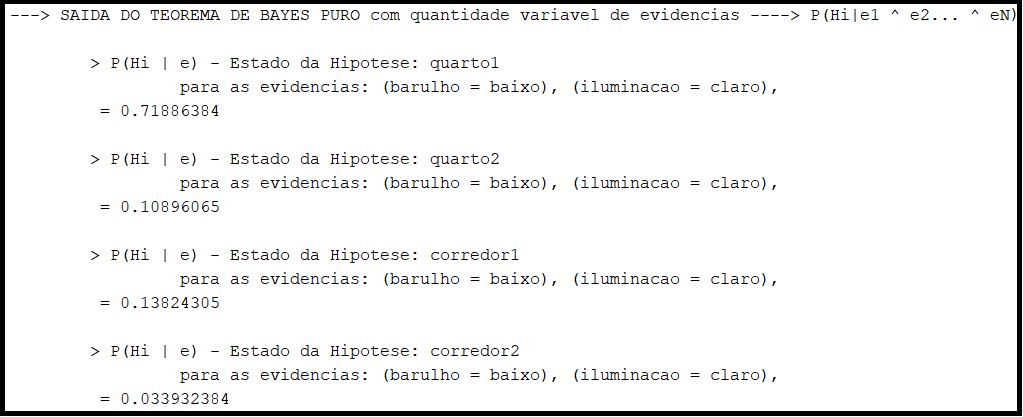 ---> SAIDA DO TEOREMA DE BAYES PURO com quantidade variavel de evidencias ----> P(Hi|e1 ^ e2... ^ eN)
> P(Hi | e) - Estado da Hipotese: quarto1
para as evidencias: (barulho = baixo), (iluminacao = claro),
= 0.71886384
> P(Hi | e) - Estado da Hipotese: quarto2
para as evidencias: (barulho = baixo), (iluminacao = claro),
= 0.10896065
> P(Hi | e) - Estado da Hipotese: corredor1
para as evidencias: (barulho = baixo), (iluminacao = claro),
= 0.13824305
> P(Hi | e) - Estado da Hipotese: corredor2
para as evidencias: (barulho = baixo), (iluminacao = claro),
= 0.033932384